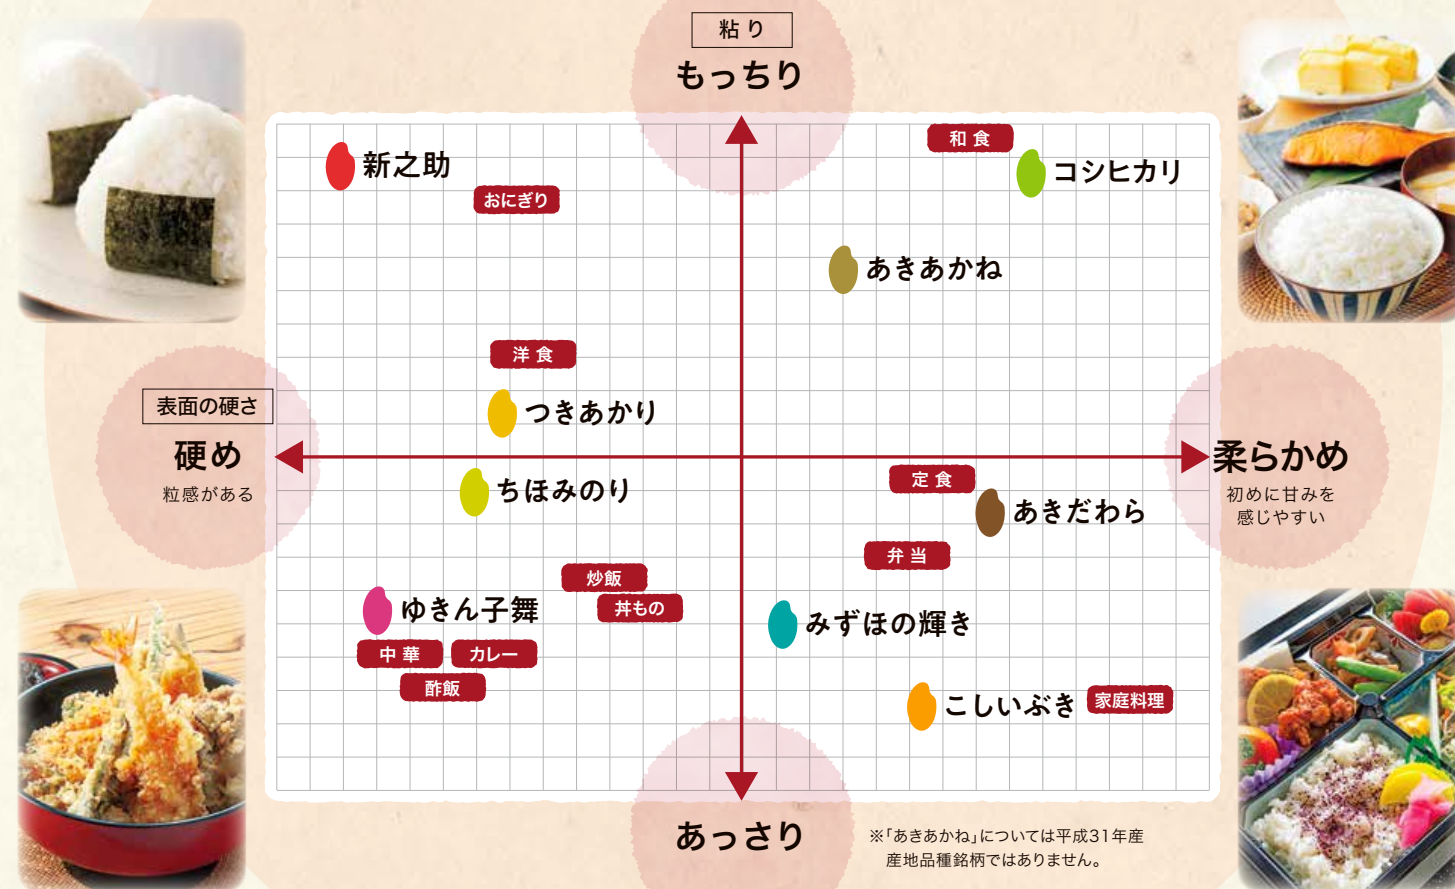 粘り
もっちり
和食
新之助
コシヒカリ
おにぎり
あきあかね
洋食
表面の硬さ
つきあかり
硬め
粒感がある
柔らかめ
初めに甘みを
感じやすい
定食
ちほみのり
あきだわら
弁当
炒飯
丼もの
ゆきん子舞
みずほの輝き
中華
カレー
酢飯
こしいぶき
家庭料理
あっさり
※「あきあかね」については平成31年産
産地品種銘柄ではありません。